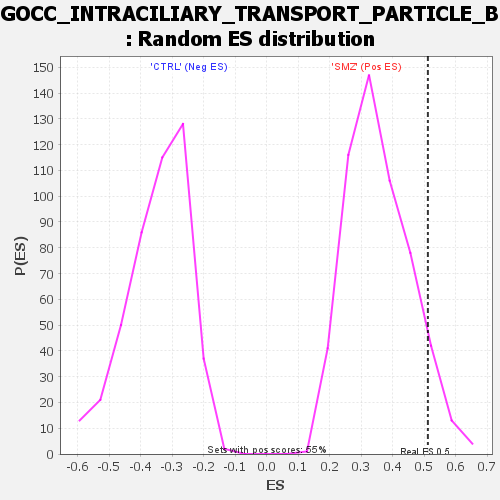 GOCC_INTRACILIARY_TRANSPORT_PARTICLE_B
: Random ES distribution
'CTRL' (Neg ES)
'SMZ' (Pos ES)
150
140
130
120
110
100
90
80
70
60
50
40
30
20
10
0
P(ES)
Sets with pos scores: 55%
Real ES 0.5
-0.6 -0.5 -0.4 -0.3 -0.2 -0.1 0.0 0.1 0.2 0.3 0.4 0.5 0.6 0.7
ES